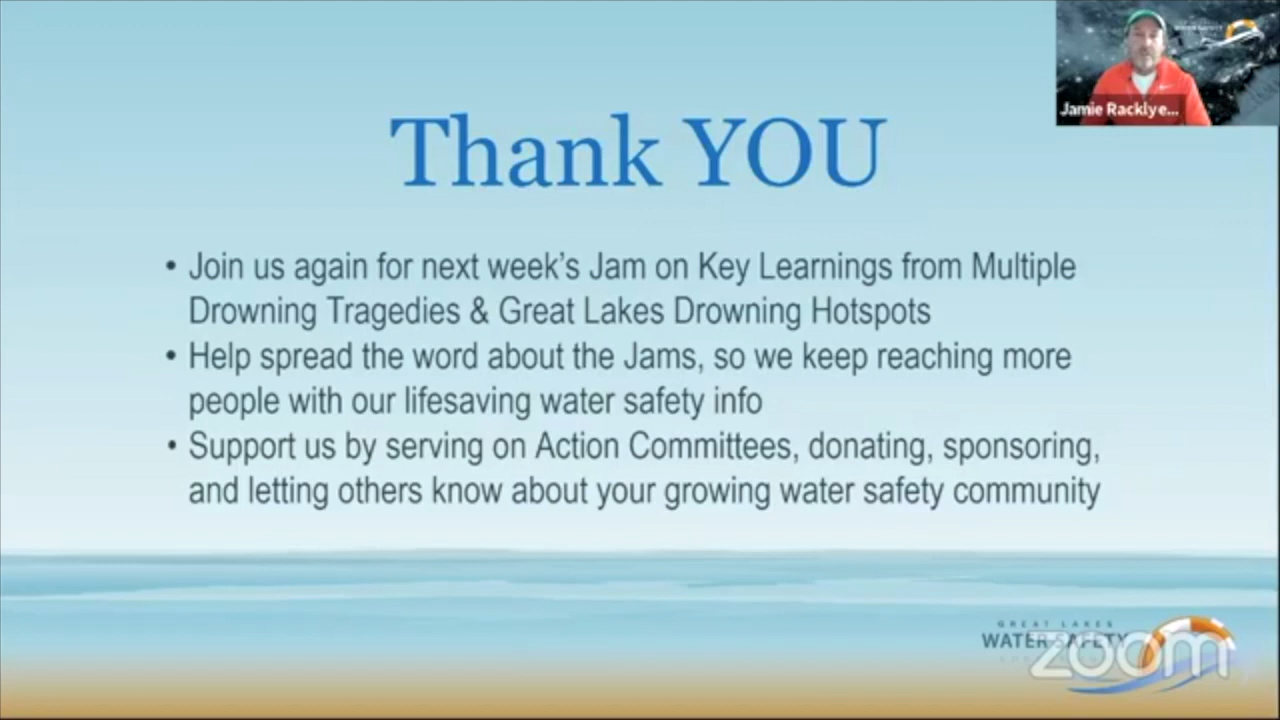 WATER SAFETY
Jamie Racklye...
Thank YOU
• Join us again for next week's Jam on Key Learnings from Multiple
Drowning Tragedies & Great Lakes Drowning Hotspots
• Help spread the word about the Jams, so we keep reaching more
people with our lifesaving water safety info
• Support us by serving on Action Committees, donating, sponsoring,
and letting others know about your growing water safety community
GREAT LAKES
WATER SAFETY
zoom